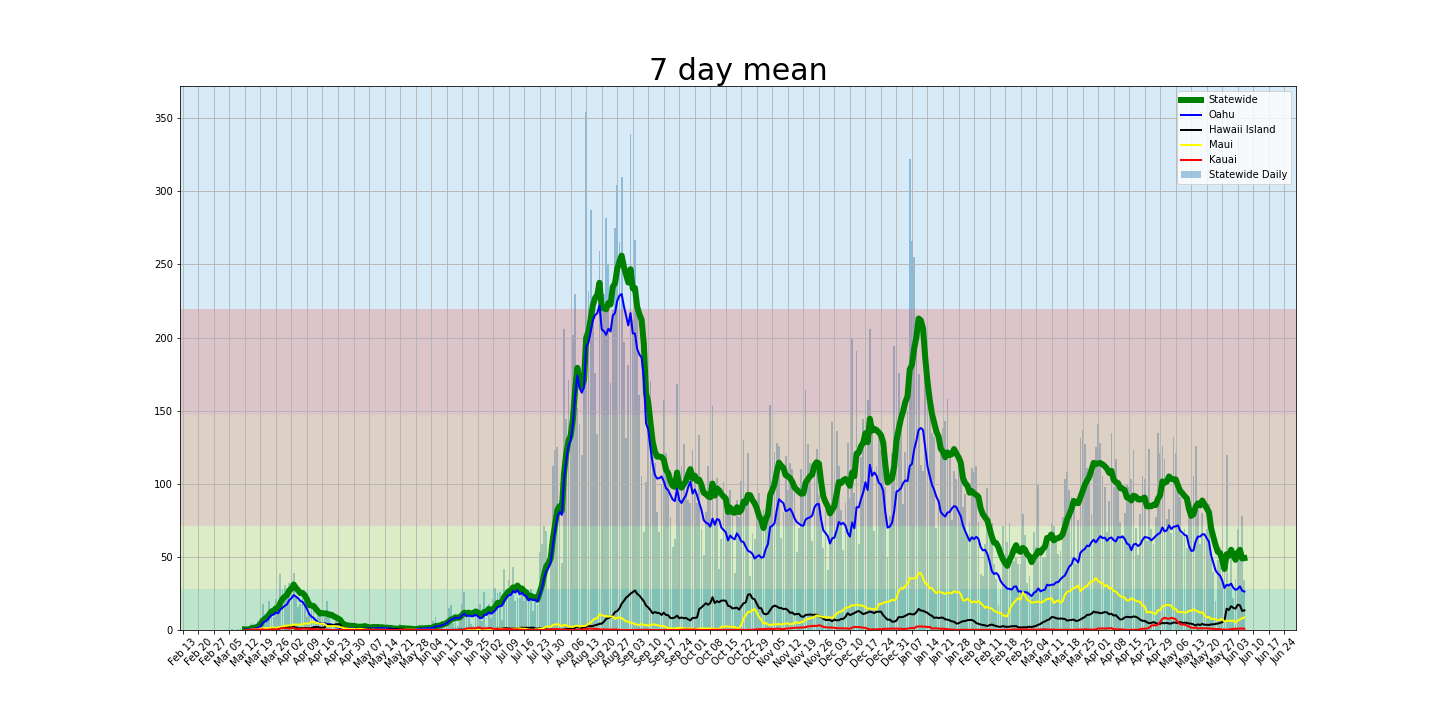 7 day mean
Statewide
Oahu
Hawaii Island
Maui
Kauai
Statewide Daily
350
300
250
200
150
100
50
0
Feb 13
Feb 20
Feb 27
Mar 05
Mar 12
Mar 19
Mar 26
Apr 02
Apr 09
Apr 16
Apr 23
Apr 30
May 07
May 14
May 21
May 28
Jun 04
Jun 11
Jun 18
Jun 25
Jul 02
Jul 09
Jul 16
Jul 23
Jul 30
Aug 06
Aug 13
Aug 20
Aug 27
Sep 03
Sep 10
Sep 17
Sep 24
Oct 01
Oct 08
Oct 15
Oct 22
Oct 29
Nov 05
Nov 12
Nov 19
Nov 26
Dec 03
Dec 10
Dec 17
Dec 24
Dec 31
Jan 07
Jan 14
Jan 21
Jan 28
Feb 04
Feb 11
Feb 18
Feb 25
Mar 04
Mar 11
Mar 18
Mar 25
Apr 01
Apr 08
Apr 15
Apr 22
Apr 29
May 06
May 13
May 20
May 27
Jun 03
Jun 10
Jun 17
Jun 24